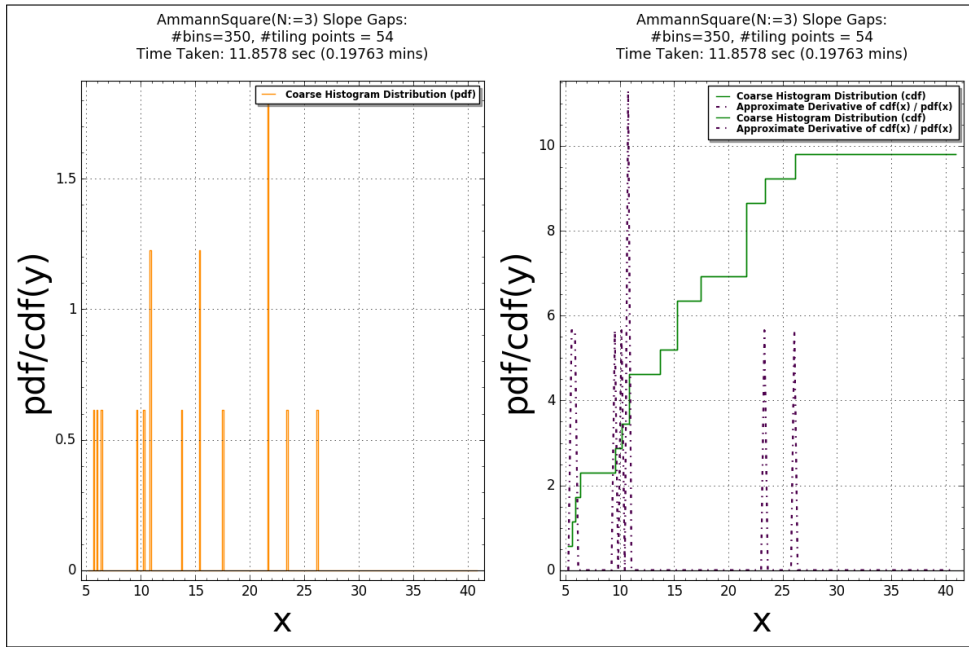 AmmannSquare(N:=3) Slope Gaps:
#bins=350, #tiling points = 54
Time Taken: 11.8578 sec (0.19763 mins)
Coarse Histogram Distribution (pdf)
pdf/cdf(y)
1.5
1
0.5
0
5 10 15 20 25 30 35 40
x
AmmannSquare(N:=3) Slope Gaps:
#bins=350, #tiling points = 54
Time Taken: 11.8578 sec (0.19763 mins)
Coarse Histogram Distribution (cdf)
Approximate Derivative of cdf(x) / pdf(x)
Coarse Histogram Distribution (cdf)
Approximate Derivative of cdf(x) / pdf(x)
pdf/cdf(y)
10
8
6
4
2
0
5 10 15 20 25 30 35 40
x